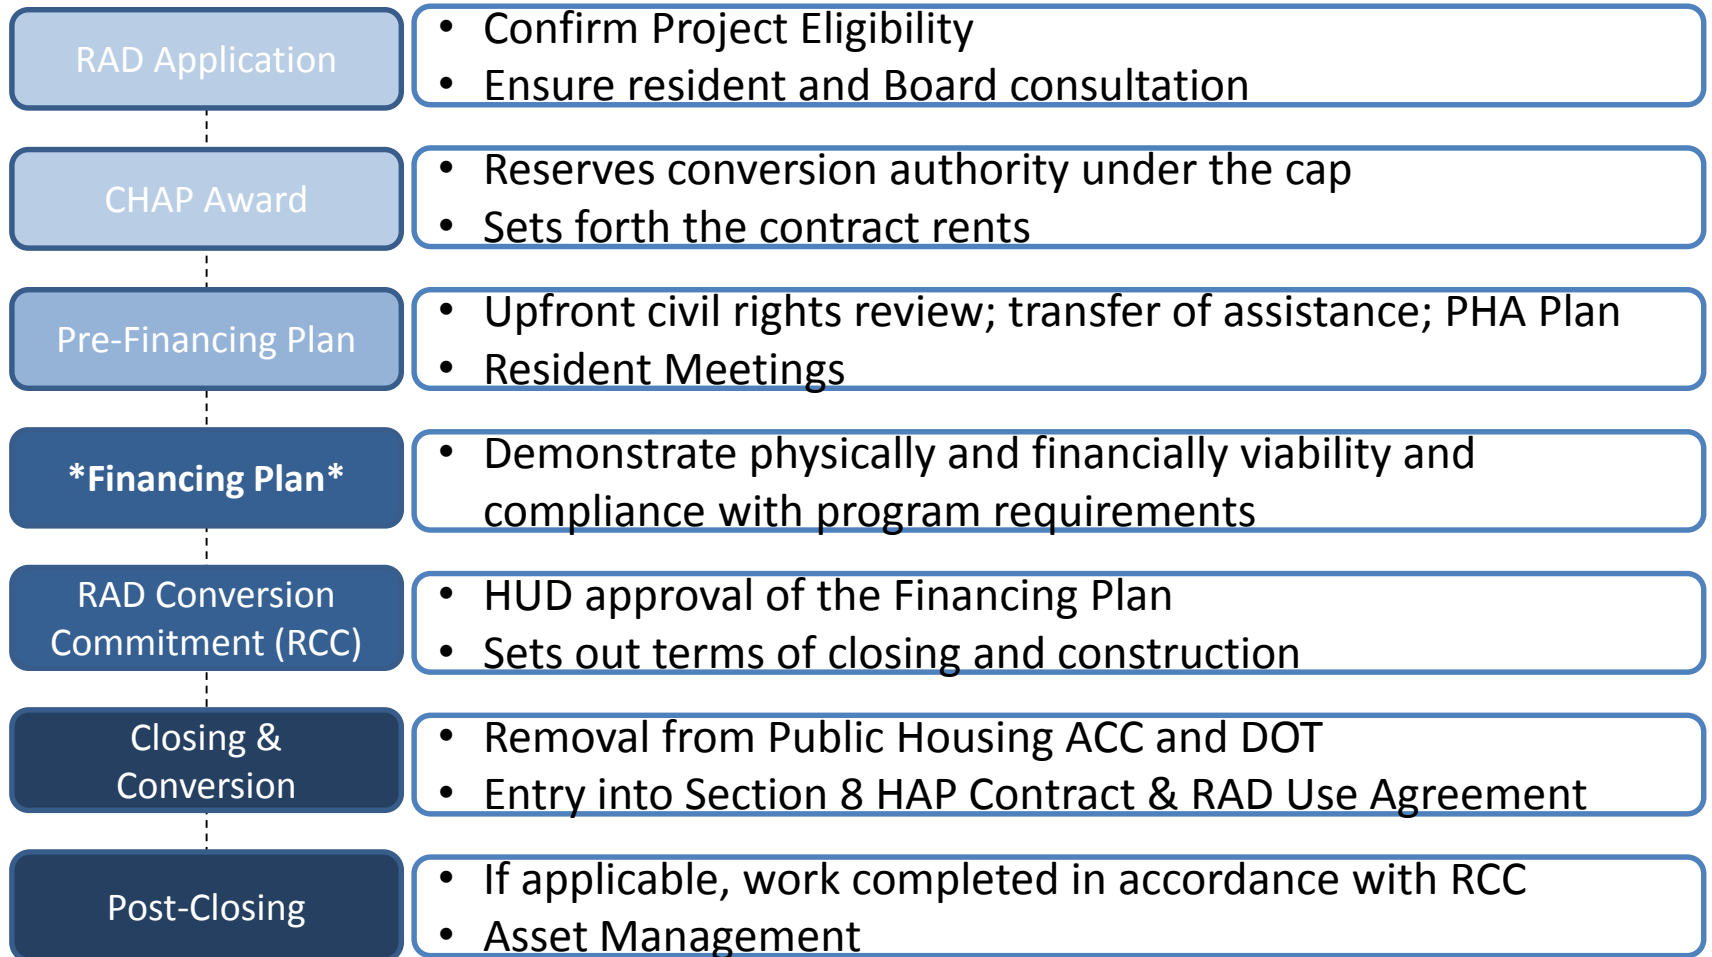 RAD Application
• Confirm Project Eligibility
• Ensure resident and Board consultation
CHAP Award
• Reserves conversion authority under the cap
• Sets forth the contract rents
Pre-Financing Plan
• Upfront civil rights review; transfer of assistance; PHA Plan
• Resident Meetings
*Financing Plan*
• Demonstrate physically and financially viability and
compliance with program requirements
RAD Conversion
Commitment (RCC)
• HUD approval of the Financing Plan
• Sets out terms of closing and construction
Closing &
Conversion
• Removal from Public Housing ACC and DOT
• Entry into Section 8 HAP Contract & RAD Use Agreement
Post-Closing
• If applicable, work completed in accordance with RCC
• Asset Management